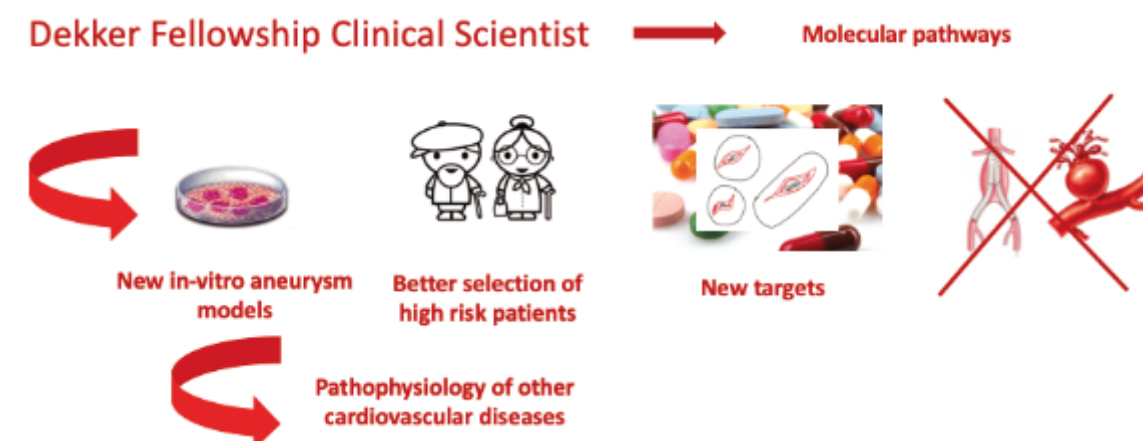 Dekker Fellowship Clinical Scientist
Molecular pathways
New in-vitro aneurysm
models
Better selection of
high risk patients
New targets
Pathophysiology of other
cardiovascular diseases